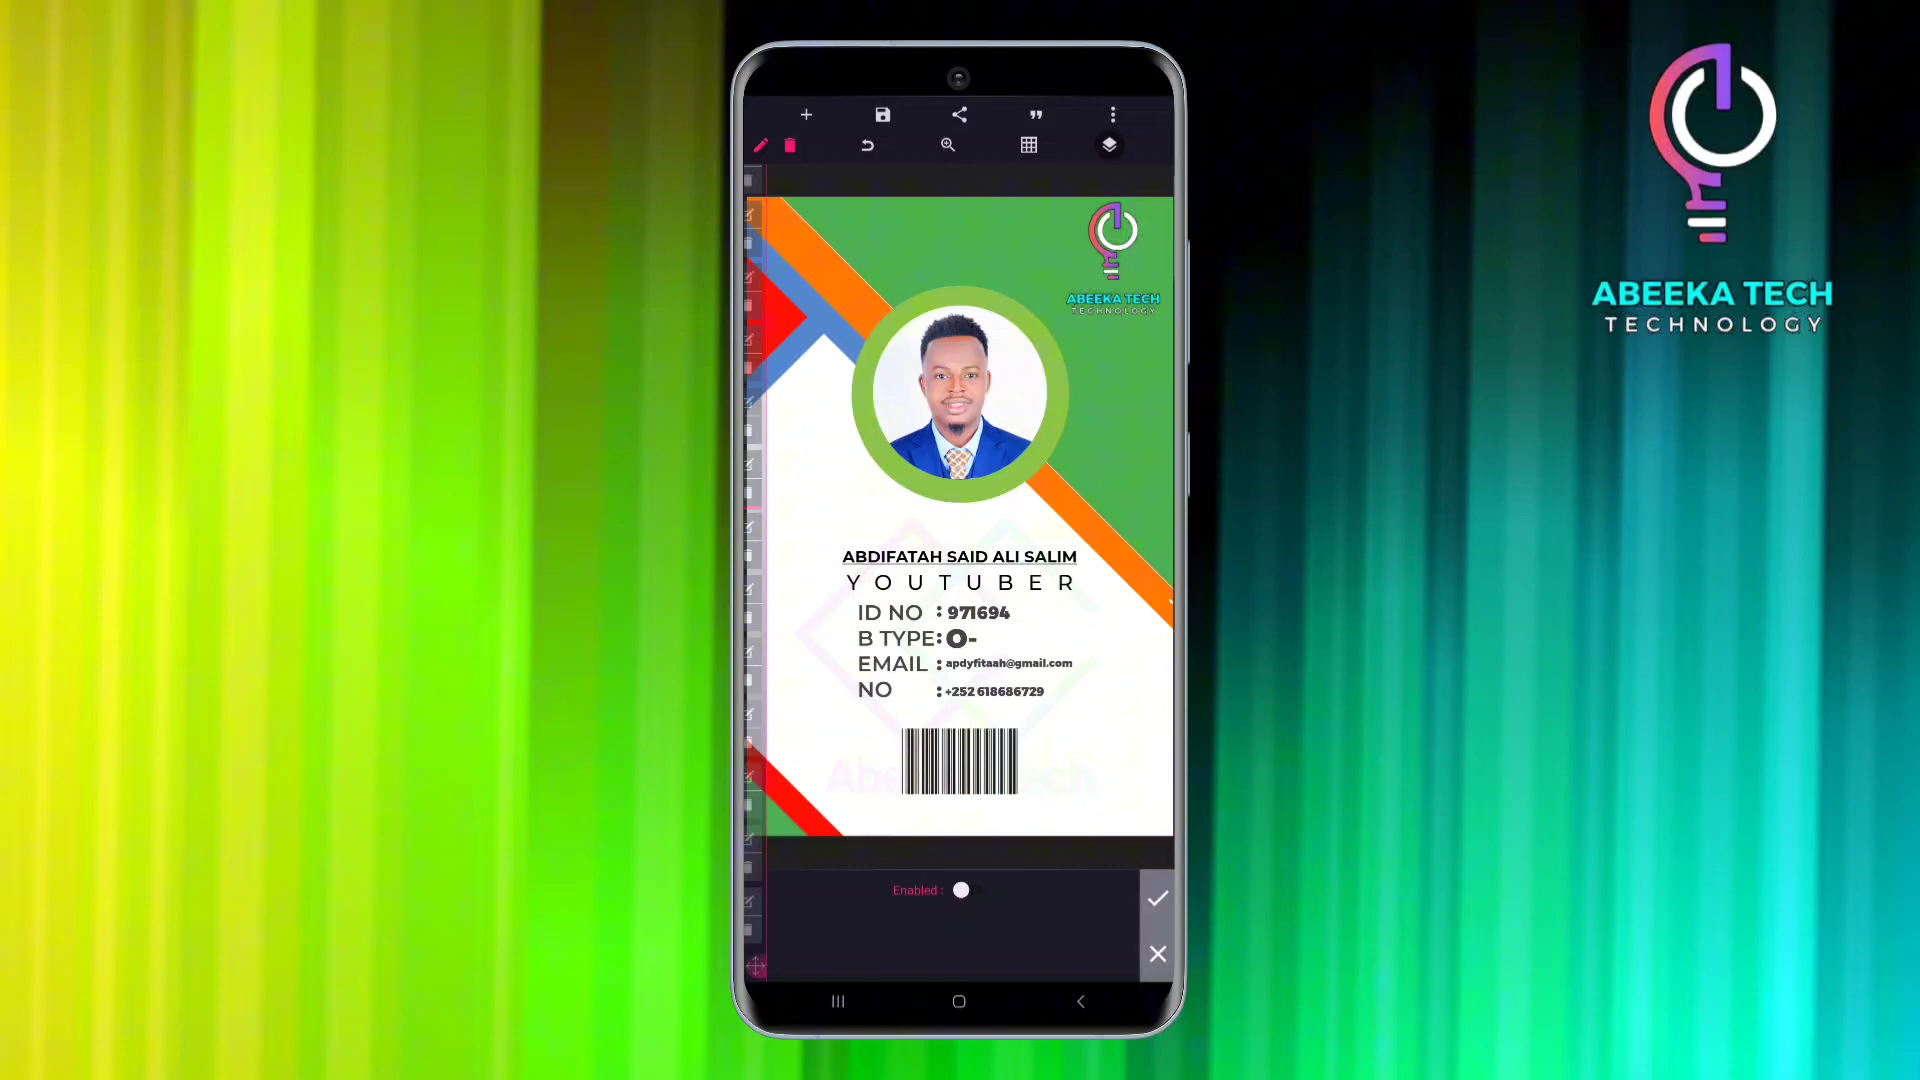 ABEEKA TECH
TECHNOLOGY
ABEEKA TECH
TECHNOLOGY
ABDIFATAH SAID ALI SALIM
YOUTUBER
ID NO : 971694
B TYPE: O-
EMAIL : apdyfitaah@gmail.com
NO : +252 618686729
Enabled :